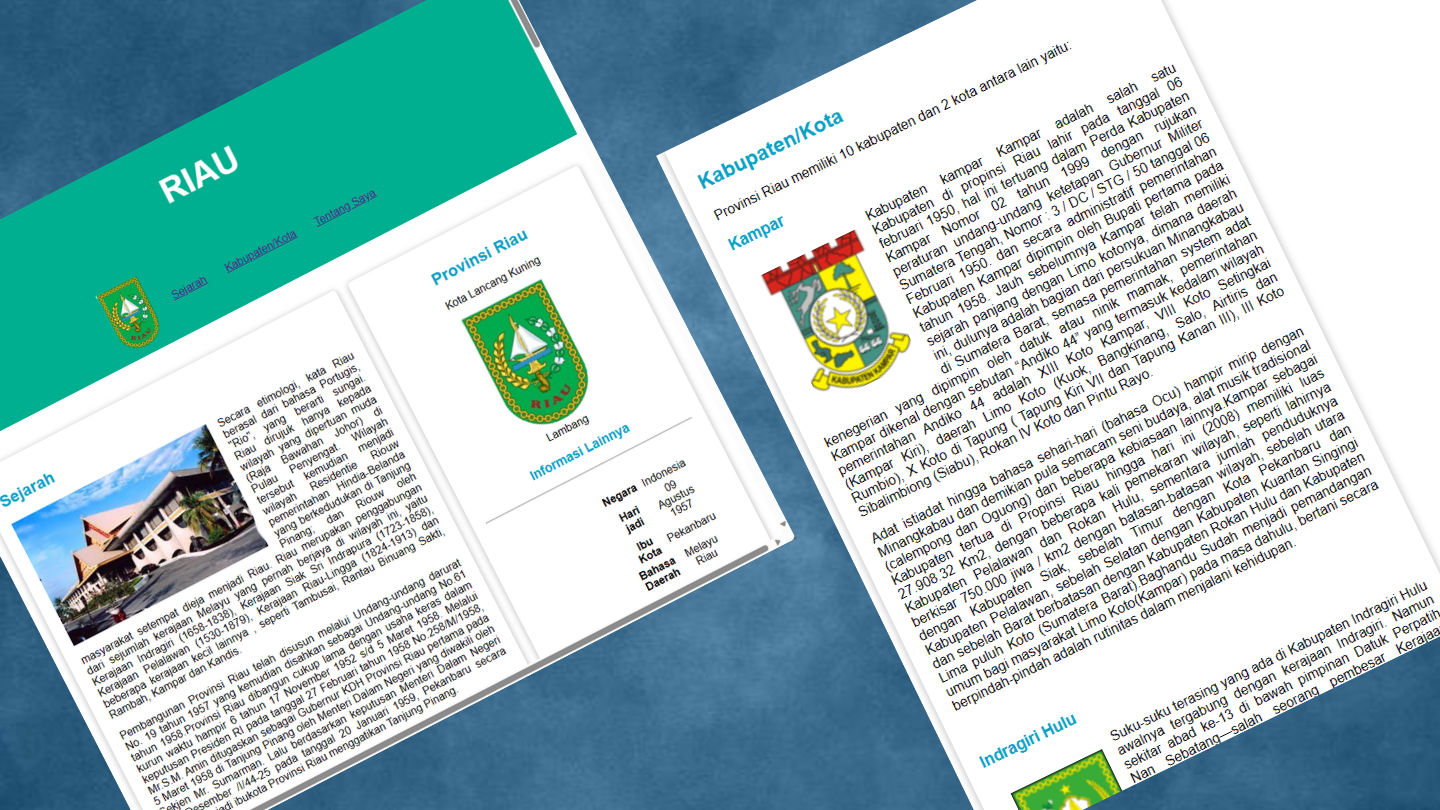 RIAU
Sejarah
Kabupaten/Kota
Tentang Saya
RIAU
Sejarah
Secara etimologi, kata Riau
berasal dari bahasa Portugis,
"Rio", yang berarti sungai.
Riau dirujuk hanya kepada
wilayah yang dipertuan muda
(Raja Bawahan Johor) di
Pulau Penyengat. Wilayah
tersebut kemudian menjadi
wilayah Residentie Riouw
pemerintahan Hindia-Belanda
yang berkedudukan di Tanjung
Pinang; dan Riouw oleh
masyarakat setempat dieja menjadi Riau. Riau merupakan penggabungan
dari sejumlah kerajaan Melayu yang pernah berjaya di wilayah ini, yaitu
Kerajaan Indragiri (1658-1838), Kerajaan Siak Sri Indrapura (1723-1858),
Kerajaan Pelalawan (1530-1879), Kerajaan Riau-Lingga (1824-1913) dan
beberapa kerajaan kecil lainnya , seperti Tambusai, Rantau Binuang Sakti,
Rambah, Kampar dan Kandis.
Pembangunan Provinsi Riau telah disusun melalui Undang-undang darurat
No. 19 tahun 1957 yang kemudian disahkan sebagai Undang-undang No.61
tahun 1958.Provinsi Riau dibangun cukup lama dengan usaha keras dalam
kurun waktu hampir 6 tahun 17 November 1952 s/d 5 Maret 1958. Melalui
keputusan Presiden RI pada tanggal 27 Februari tahun 1958 No.258/M/1958,
Mr.S.M. Amin ditugaskan sebagai Gubernur KDH Provinsi Riau pertama pada
5 Maret 1958 di Tanjung Pinang oleh Menteri Dalam Negeri yang diwakili oleh
Sekjen Mr. Sumarman. Lalu berdasarkan keputusan Menteri Dalam Negeri
Desember /I/44-25 pada tanggal 20 Januari 1959, Pekanbaru secara
jadi ibukota Provinsi Riau menggatikan Tanjung Pinang.
Provinsi Riau
Kota Lancang Kuning
RIAU
Lambang
Informasi Lainnya
Negara Indonesia
Hari jadi 09 Agustus 1957
Ibu Kota Pekanbaru
Bahasa Daerah Melayu Riau
Kabupaten/Kota
Provinsi Riau memiliki 10 kabupaten dan 2 kota antara lain yaitu:
Kampar
KABUPATEN KAMPAR
Kabupaten kampar Kampar adalah salah satu
Kabupaten di propinsi Riau lahir pada tanggal 06
februari 1950, hal ini tertuang dalam Perda Kabupaten
Kampar Nomor 02 tahun 1999 dengan rujukan
peraturan undang-undang ketetapan Gubernur Militer
Sumatera Tengah, Nomor : 3 / DC / STG / 50 tanggal 06
Februari 1950. dan secara administratif pemerintahan
Kabupaten Kampar dipimpin oleh Bupati pertama pada
tahun 1958. Jauh sebelumnya Kampar telah memiliki
sejarah panjang dengan Limo kotonya, dimana daerah
ini, dulunya adalah bagian dari persukuan Minangkabau
di Sumatera Barat, semasa pemerintahan system adat
kenegerian yang dipimpin oleh datuk atau ninik mamak, pemerintahan
Kampar dikenal dengan sebutan "Andiko 44" yang termasuk kedalam wilayah
pemerintahan Andiko 44 adalah XIII Koto Kampar, VIII Koto Setingkai
(Kampar Kiri), daerah Limo Koto (Kuok, Bangkinang, Salo, Airtiris dan
Rumbio), X Koto di Tapung ( Tapung Kiri VII dan Tapung Kanan III), III Koto
Sibalimbiong (Siabu), Rokan IV Koto dan Pintu Rayo.
Adat istiadat hingga bahasa sehari-hari (bahasa Ocu) hampir mirip dengan
Minangkabau dan demikian pula semacam seni budaya, alat musik tradisional
(calempong dan Oguong) dan beberapa kebiasaan lainnya.Kampar sebagai
Kabupaten tertua di Propinsi Riau hingga hari ini (2008) memiliki luas
27.908.32 Km2, dengan beberapa kali pemekaran wilayah, seperti lahirnya
Kabupaten Pelalawan dan Rokan Hulu, sementara jumlah penduduknya
berkisar 750.000 jiwa / km2 dengan batasan-batasan wilayah, sebelah utara
dengan Kabupaten Siak, sebelah Timur dengan Kota Pekanbaru dan
Kabupaten Pelalawan, sebelah Selatan dengan Kabupaten Kuantan Singingi
dan sebelah Barat berbatasan dengan Kabupaten Rokan Hulu dan Kabupaten
Lima puluh Koto (Sumatera Barat).Baghandu Sudah menjadi pemandangan
umum bagi masyarakat Limo Koto(Kampar) pada masa dahulu, bertani secara
berpindah-pindah adalah rutinitas dalam menjalani kehidupan.
Indragiri Hulu
Suku-suku terasing yang ada di Kabupaten Indragiri Hulu
awalnya tergabung dengan kerajaan Indragiri. Namun
sekitar abad ke-13 di bawah pimpinan Datuk Perpatih
Nan Sebatang—salah seorang pembesar Kerajaan